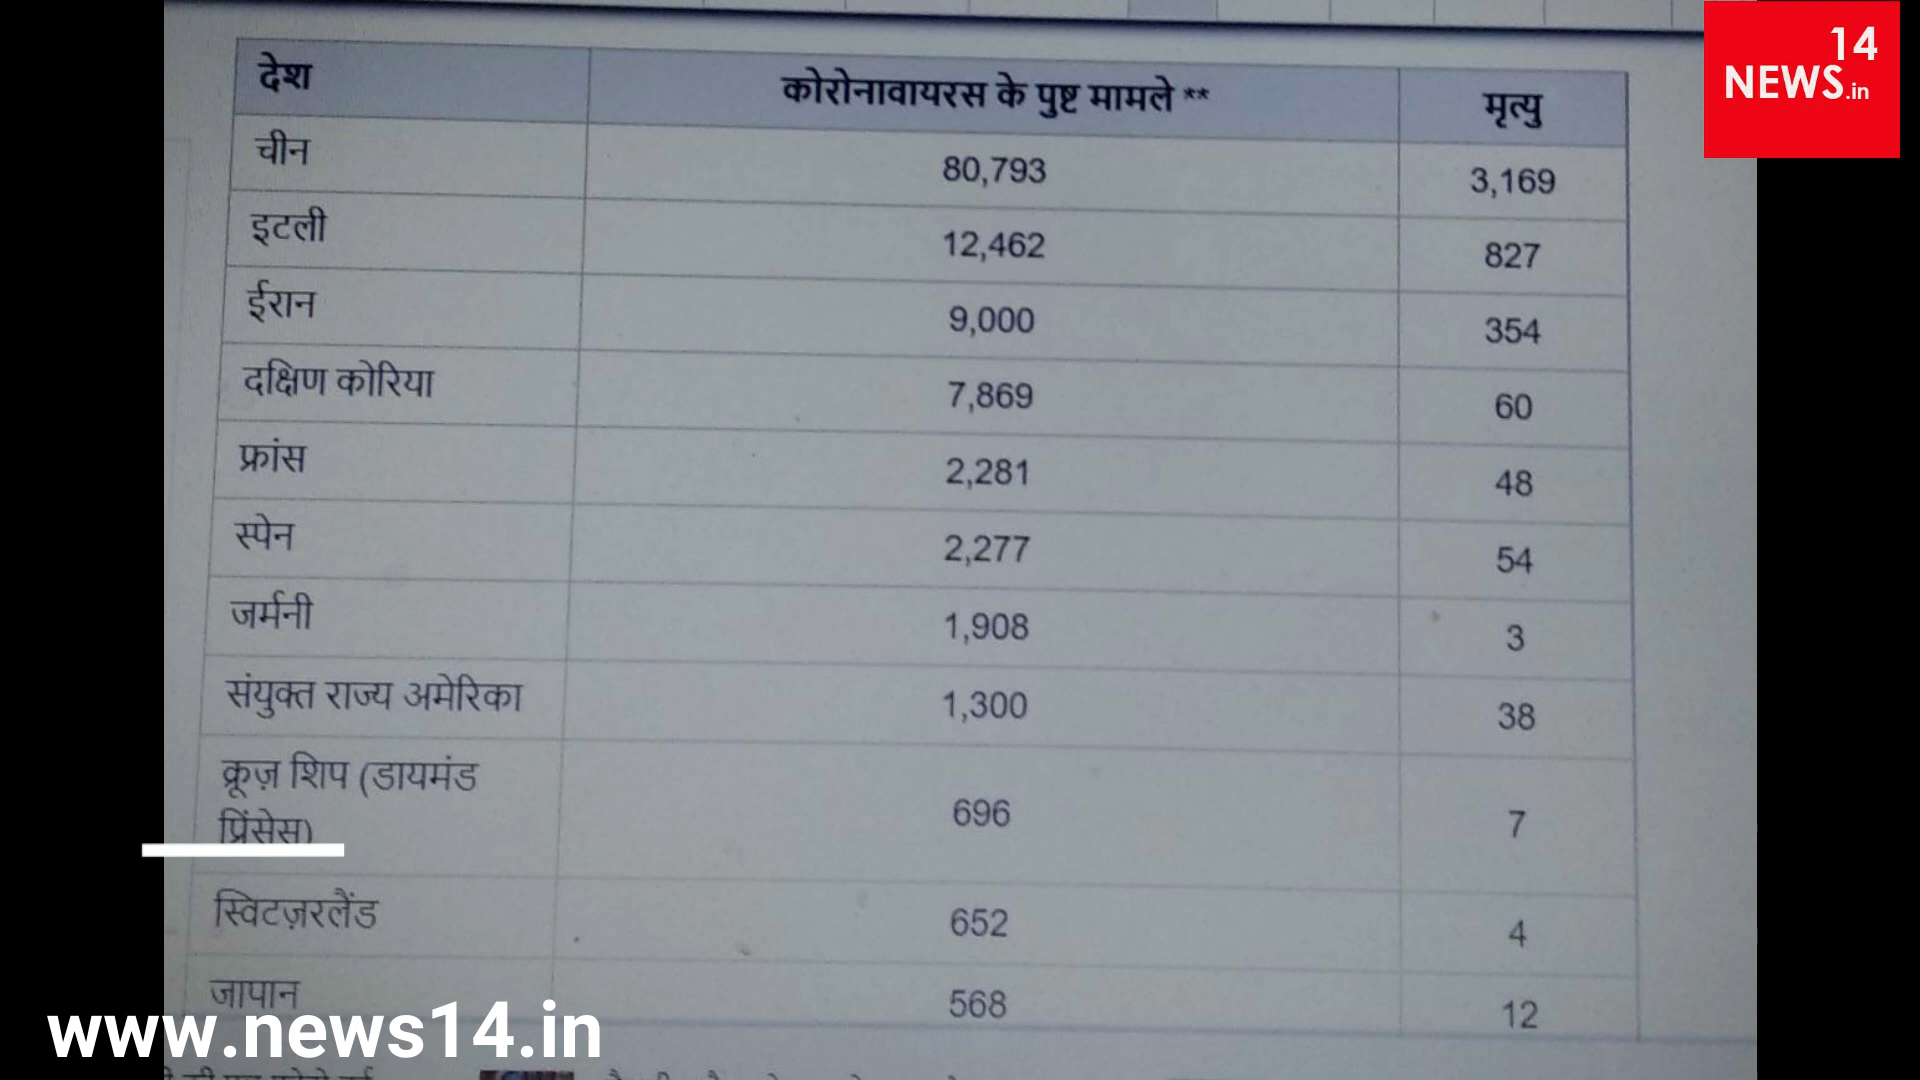 14
NEWS.in
देश कोरोनावायरस के पुष्ट मामले ** मृत्यु
चीन 80,793 3,169
इटली 12,462 827
ईरान 9,000 354
दक्षिण कोरिया 7,869 60
फ्रांस 2,281 48
स्पेन 2,277 54
जर्मनी 1,908 3
संयुक्त राज्य अमेरिका 1,300 38
क्रूज़ शिप (डायमंड
प्रिंसेस) 696 7
स्विटज़रलैंड 652 4
जापान 568 12
www.news14.in